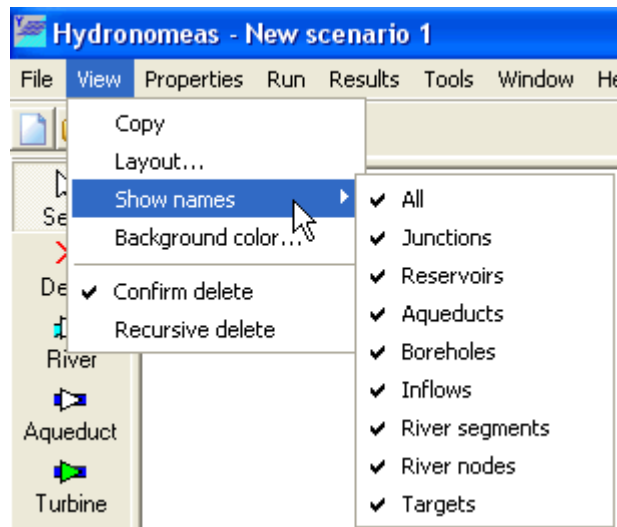 Hydronomeas - New scenario 1
File View Properties Run Results Tools Window
Copy
Layout...
Show names
Background color...
Confirm delete
Recursive delete
All
Junctions
Reservoirs
Aqueducts
Boreholes
Inflows
River segments
River nodes
Targets
River
Aqueduct
Turbine